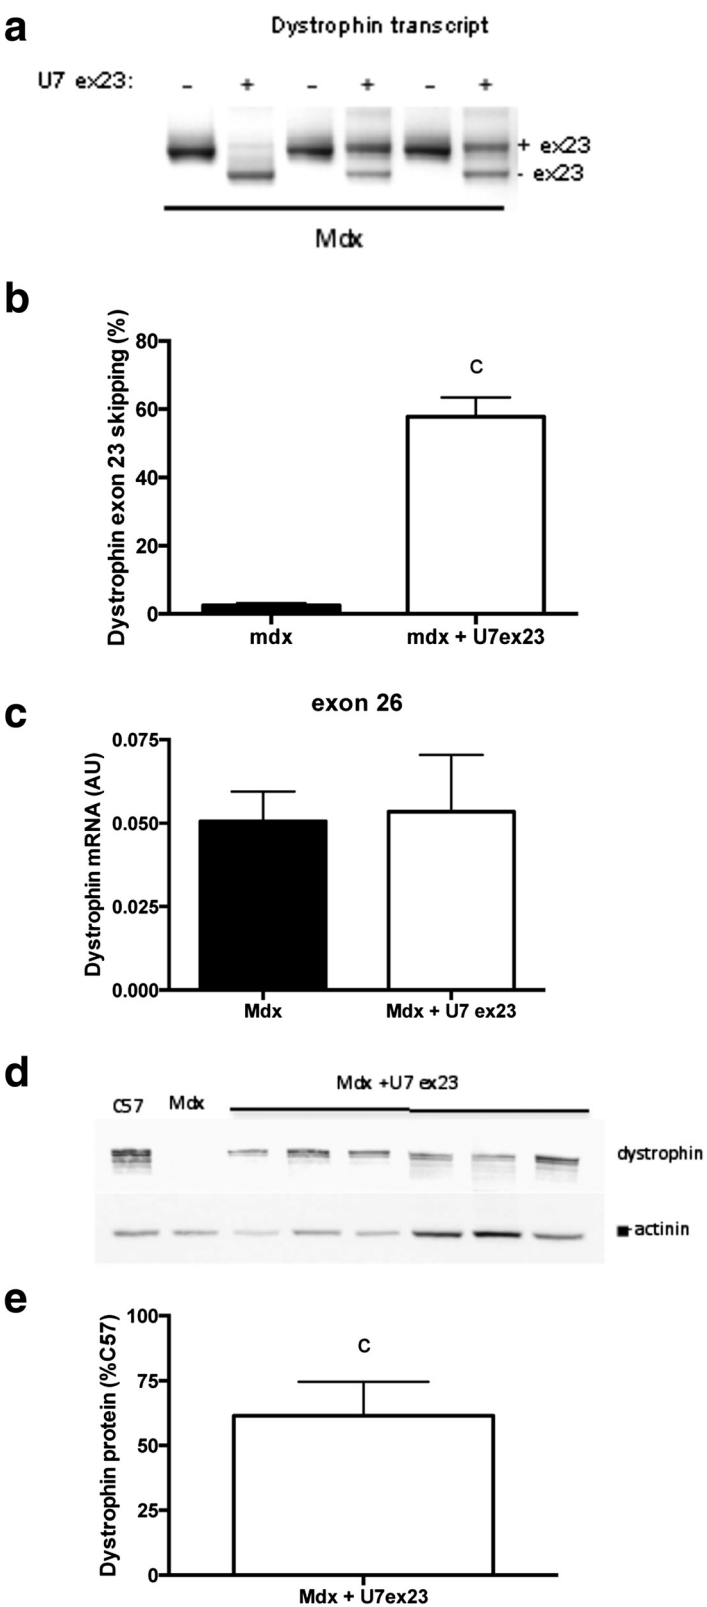 a
Dystrophin transcript
U7 ex23: - + - + - +
+ ex23
- ex23
Mdx
b
Dystrophin exon 23 skipping (%)
80
60
40
20
0
C
mdx mdx + U7ex23
c
exon 26
Dystrophin mRNA (AU)
0.075
0.050
0.025
0.000
Mdx Mdx + U7 ex23
d
Mdx +U7 ex23
C57 Mdx
dystrophin
actinin
e
Dystrophin protein (%C57)
100
75
50
25
0
C
Mdx + U7ex23